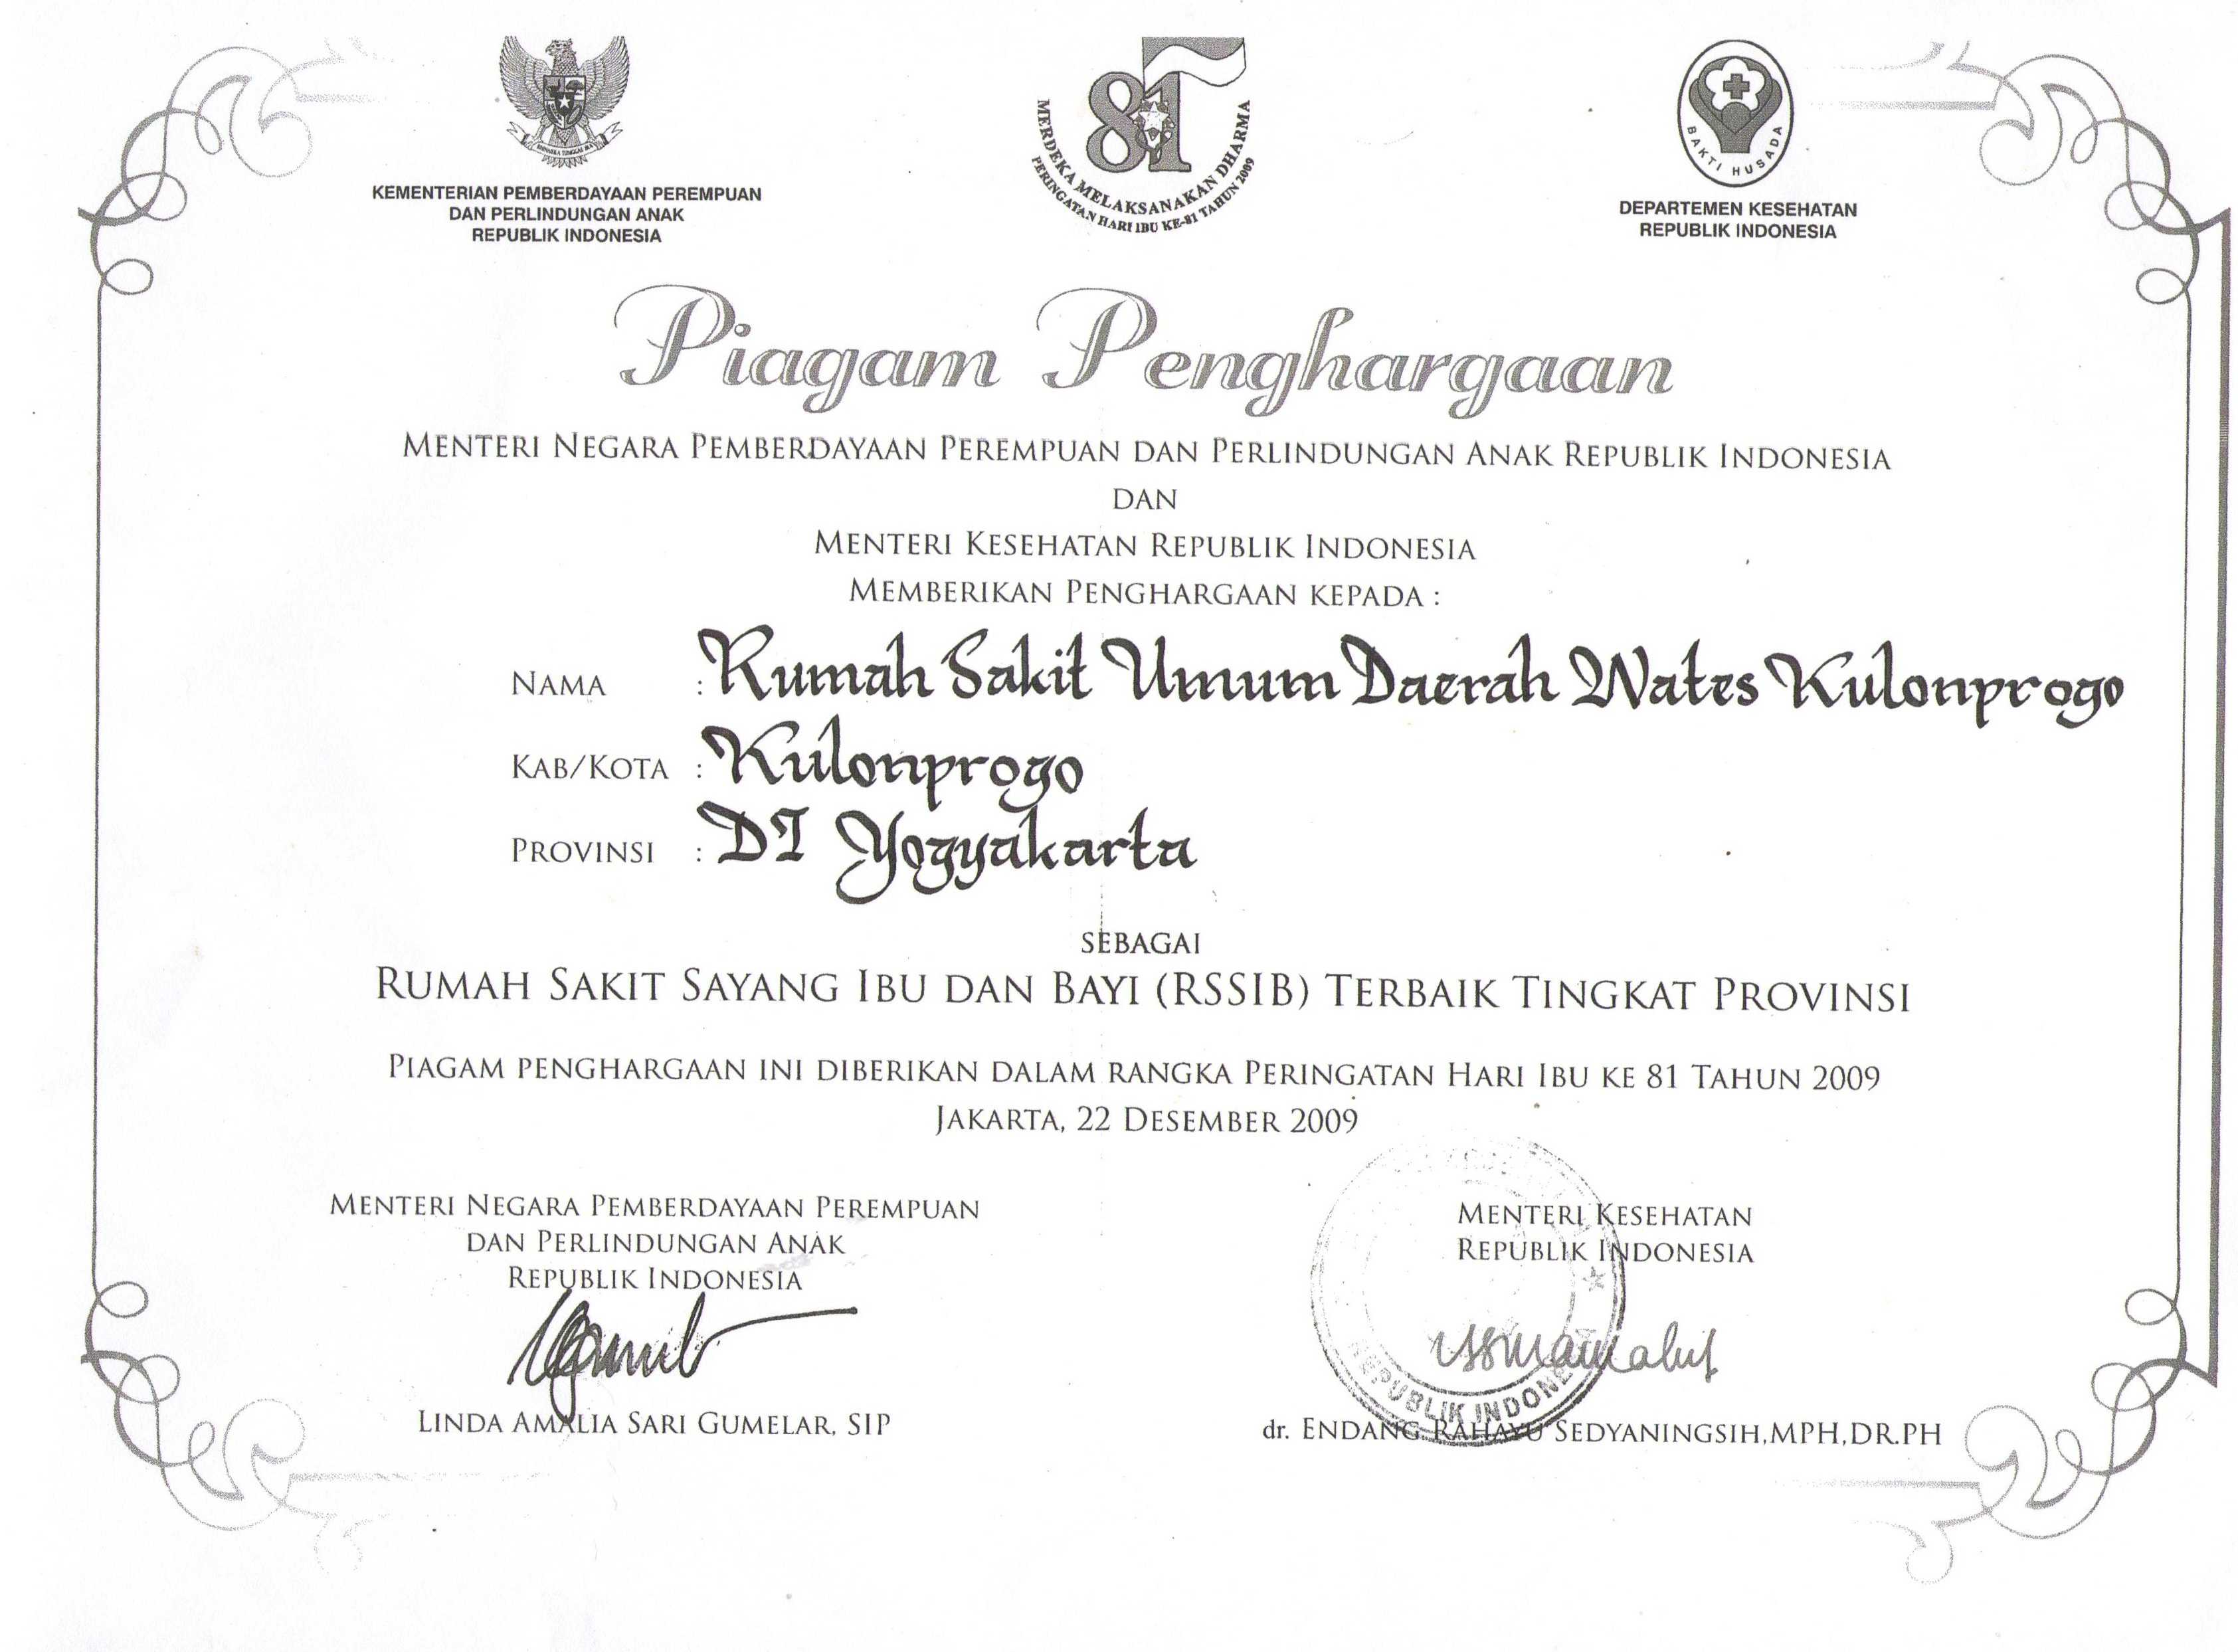 KEMENTERIAN PEMBERDAYAAN PEREMPUAN
DAN PERLINDUNGAN ANAK
REPUBLIK INDONESIA
81
MERDEKA MELAKSANAKAN DHARMA
PERINGATAN HARI IBU KE-81 TAHUN 2009
BAKTI HUSADA
DEPARTEMEN KESEHATAN
REPUBLIK INDONESIA
Piagam Penghargaan
MENTERI NEGARA PEMBERDAYAAN PEREMPUAN DAN PERLINDUNGAN ANAK REPUBLIK INDONESIA
DAN
MENTERI KESEHATAN REPUBLIK INDONESIA
MEMBERIKAN PENGHARGAAN KEPADA :
NAMA : Rumah Sakit Umum Daerah Wates Kulonprogo
KAB/KOTA : Kulonprogo
PROVINSI : DI Yogyakarta
SEBAGAI
RUMAH SAKIT SAYANG IBU DAN BAYI (RSSIB) TERBAIK TINGKAT PROVINSI
PIAGAM PENGHARGAAN INI DIBERIKAN DALAM RANGKA PERINGATAN HARI IBU KE 81 TAHUN 2009
JAKARTA, 22 DESEMBER 2009
MENTERI NEGARA PEMBERDAYAAN PEREMPUAN
DAN PERLINDUNGAN ANAK
REPUBLIK INDONESIA
LINDA AMALIA SARI GUMELAR, SIP
MENTERI KESEHATAN
REPUBLIK INDONESIA
REPUBLIK INDONE
dr. ENDANG RAHAYU SEDYANINGSIH,MPH,DR.PH